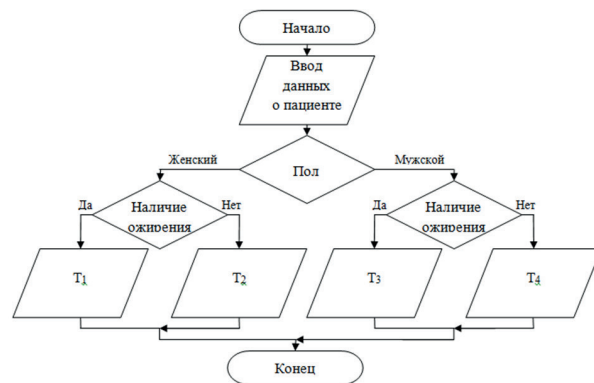 Начало
Ввод
данных
о пациенте
Женский
Пол
Мужской
Да
Наличие
ожирения
Нет
Да
Наличие
ожирения
Нет
T1
T2
T3
T4
Конец